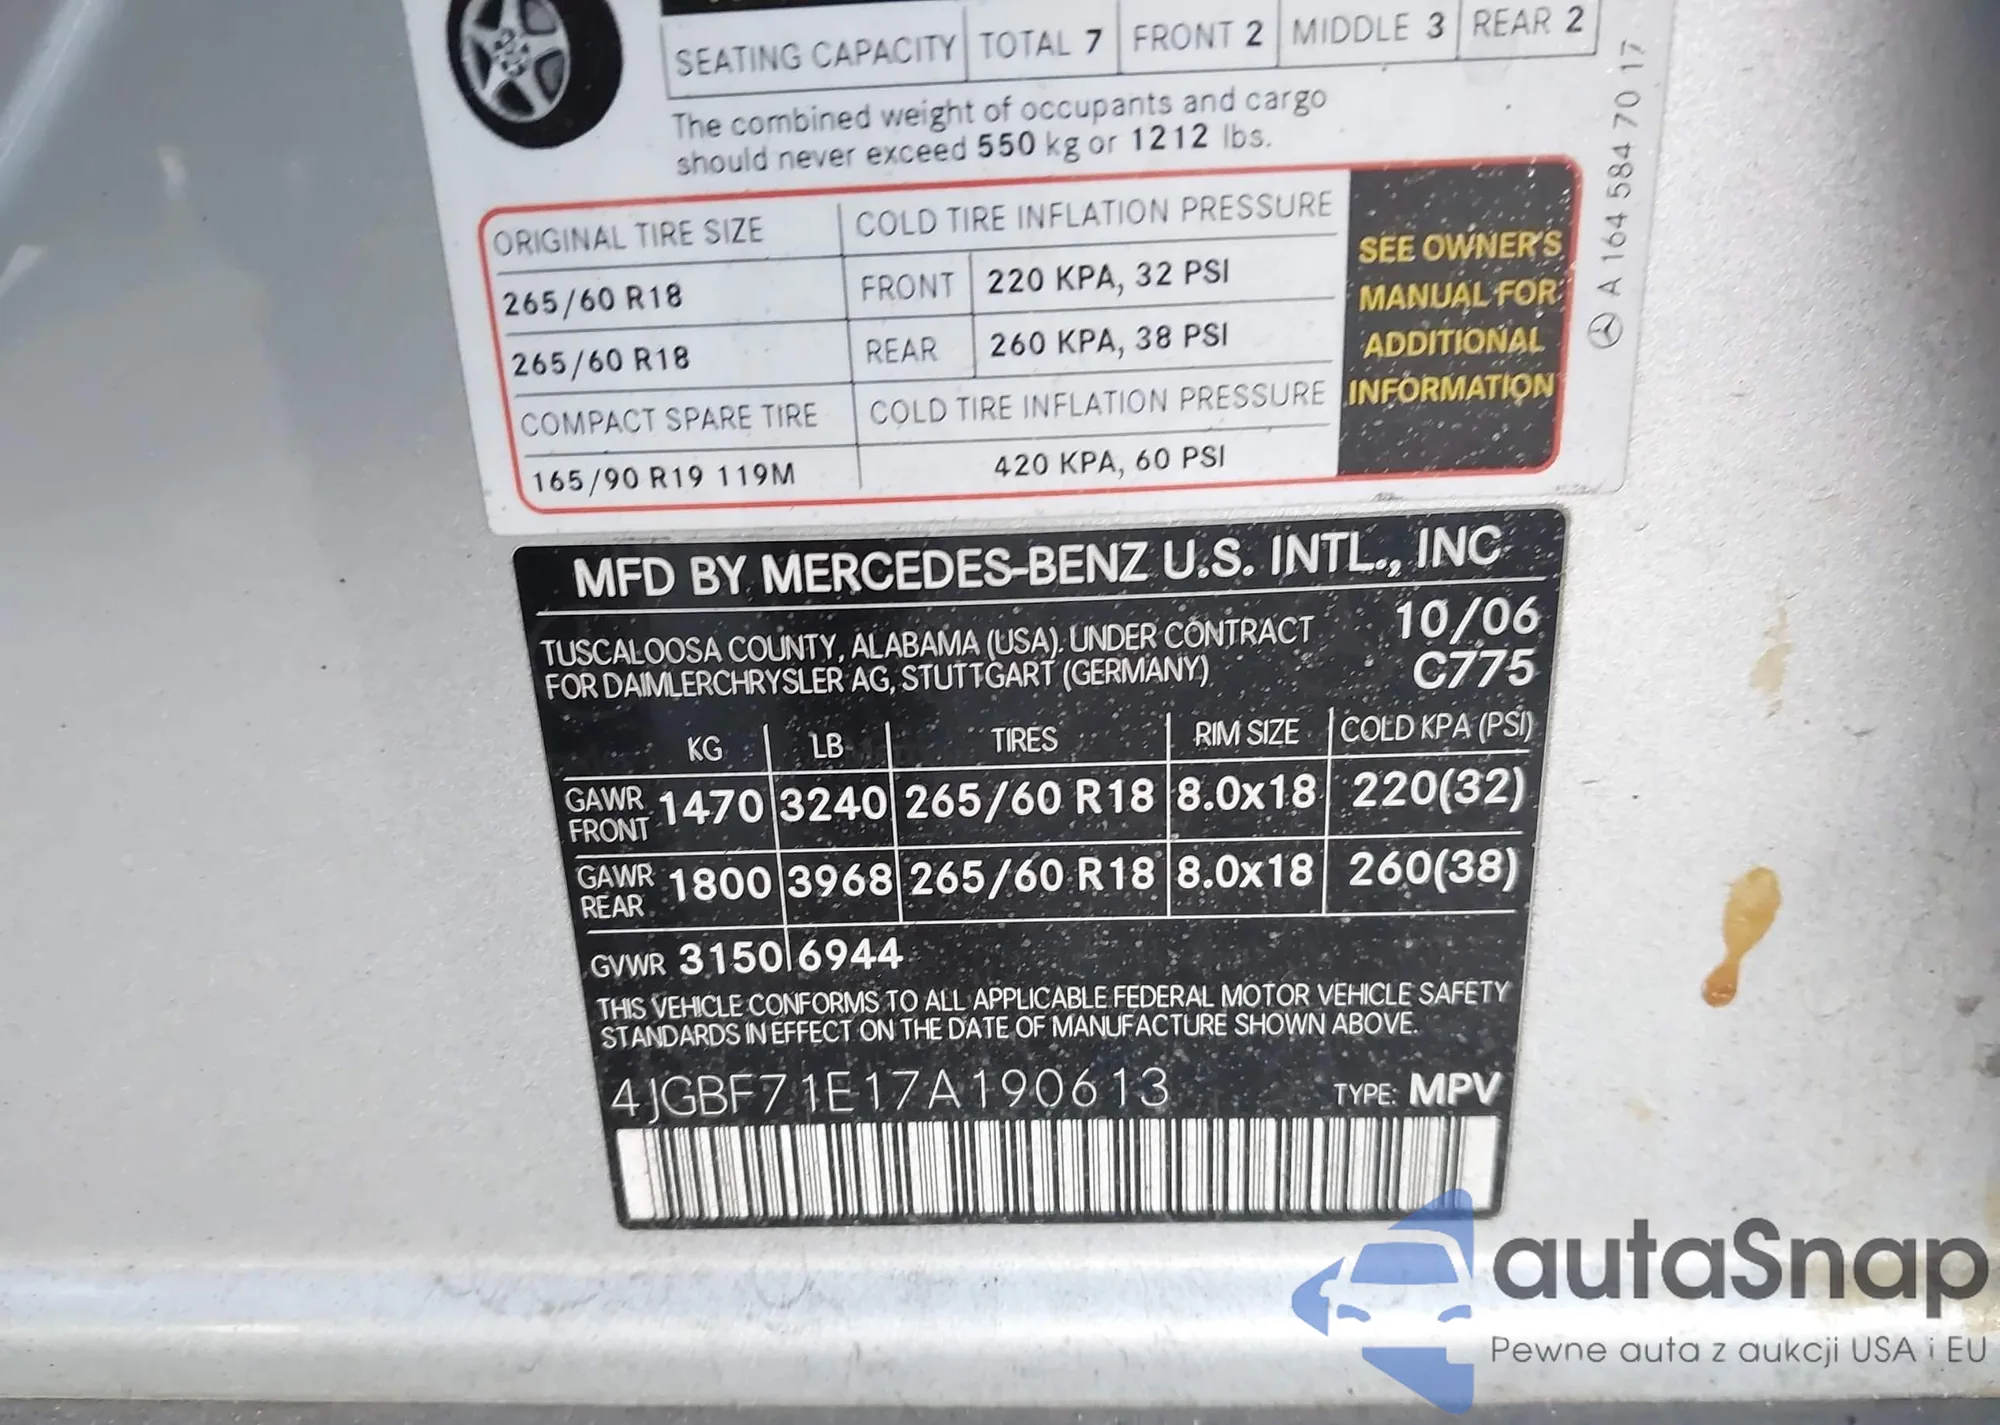 SEATING CAPACITY TOTAL 7 FRONT 2 MIDDLE 3 REAR 2
The combined weight of occupants and cargo
should never exceed 550 kg or 1212 lbs.
ORIGINAL TIRE SIZE COLD TIRE INFLATION PRESSURE
265/60 R18 FRONT 220 KPA, 32 PSI
265/60 R18 REAR 260 KPA, 38 PSI
COMPACT SPARE TIRE COLD TIRE INFLATION PRESSURE
165/90 R19 119M 420 KPA, 60 PSI
SEE OWNER'S
MANUAL FOR
ADDITIONAL
INFORMATION
A 164 584 70 17
MFD BY MERCEDES-BENZ U.S. INTL., INC
TUSCALOOSA COUNTY, ALABAMA (USA). UNDER CONTRACT
FOR DAIMLERCHRYSLER AG, STUTTGART (GERMANY)
10/06
C775
KG LB TIRES RIM SIZE COLD KPA (PSI)
GAWR FRONT 1470 3240 265/60 R18 8.0x18 220(32)
GAWR REAR 1800 3968 265/60 R18 8.0x18 260(38)
GVWR 3150 6944
THIS VEHICLE CONFORMS TO ALL APPLICABLE FEDERAL MOTOR VEHICLE SAFETY
STANDARDS IN EFFECT ON THE DATE OF MANUFACTURE SHOWN ABOVE.
4JGBF71E17A190613 TYPE: MPV
autaSnap
Pewne auta z aukcji USA i EU